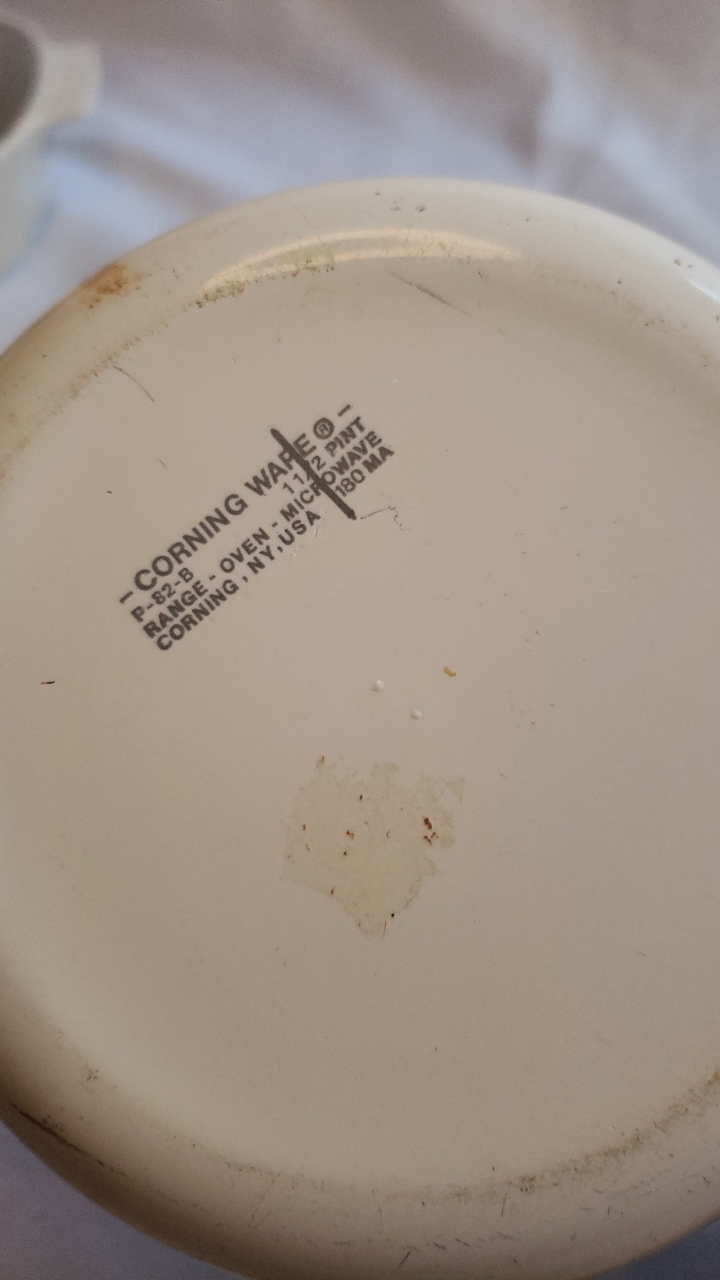 -CORNING WARE®-
P-82-B 1 1/2 PINT
RANGE - OVEN - MICROWAVE
CORNING, NY, USA 180 MA